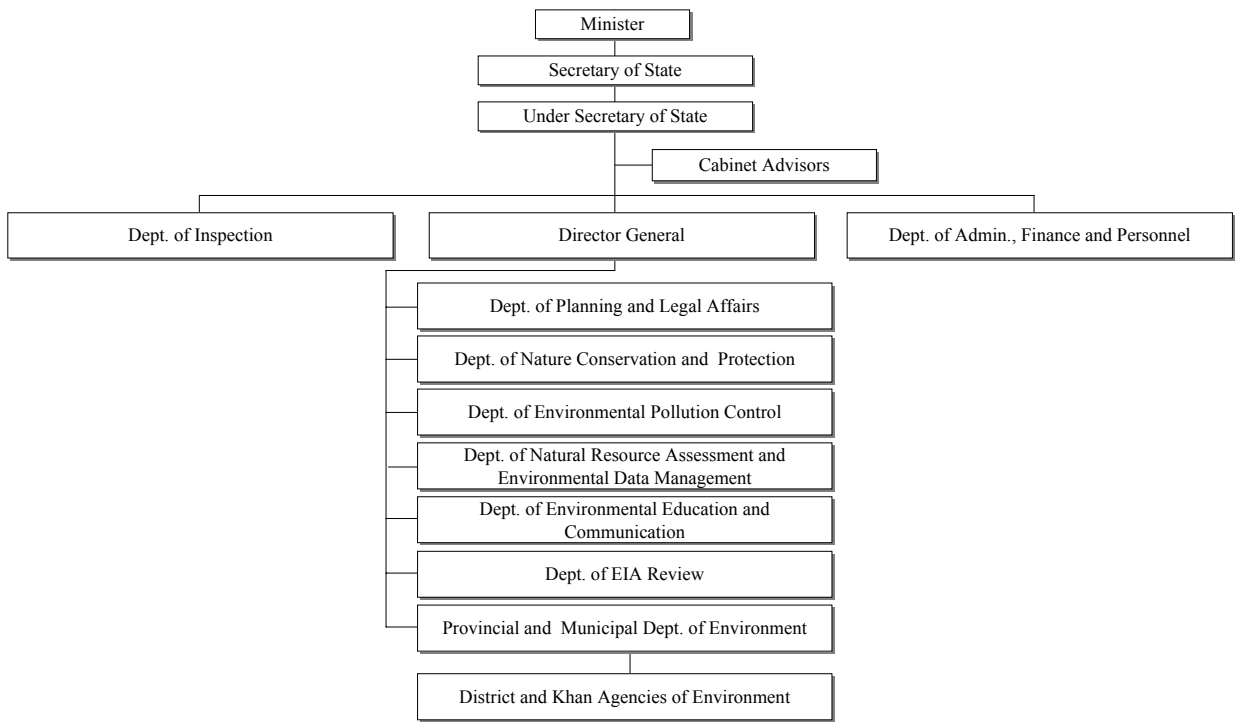 Minister
Secretary of State
Under Secretary of State
Cabinet Advisors
Dept. of Inspection
Director General
Dept. of Admin., Finance and Personnel
Dept. of Planning and Legal Affairs
Dept. of Nature Conservation and Protection
Dept. of Environmental Pollution Control
Dept. of Natural Resource Assessment and
Environmental Data Management
Dept. of Environmental Education and
Communication
Dept. of EIA Review
Provincial and Municipal Dept. of Environment
District and Khan Agencies of Environment